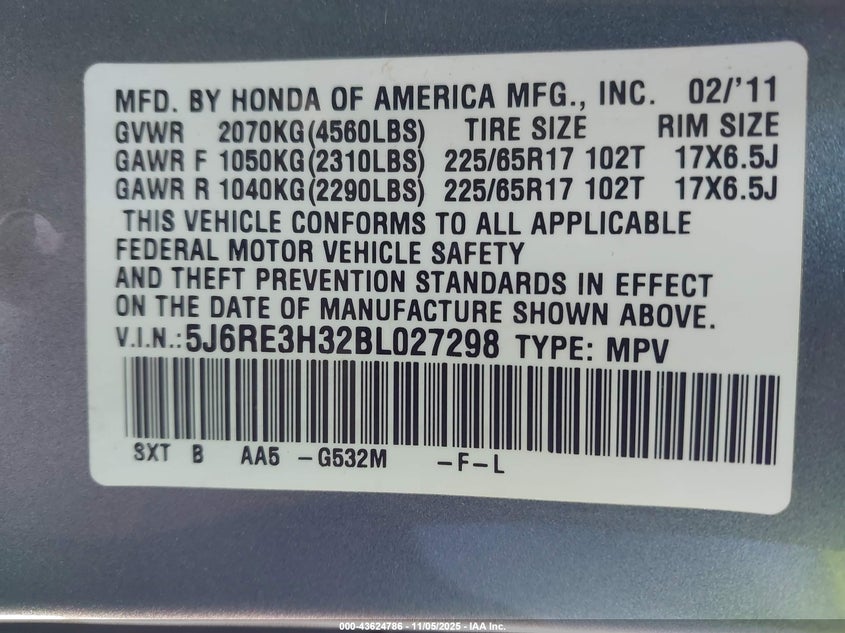 MFD. BY HONDA OF AMERICA MFG., INC. 02/'11
GVWR 2070KG(4560LBS) TIRE SIZE RIM SIZE
GAWR F 1050KG(2310LBS) 225/65R17 102T 17X6.5J
GAWR R 1040KG(2290LBS) 225/65R17 102T 17X6.5J
THIS VEHICLE CONFORMS TO ALL APPLICABLE
FEDERAL MOTOR VEHICLE SAFETY
AND THEFT PREVENTION STANDARDS IN EFFECT
ON THE DATE OF MANUFACTURE SHOWN ABOVE.
V.I.N.:5J6RE3H32BL027298 TYPE: MPV
SXT B AA5 -G532M -F-L
000-43624786 - 11/05/2025 - IAA Inc.